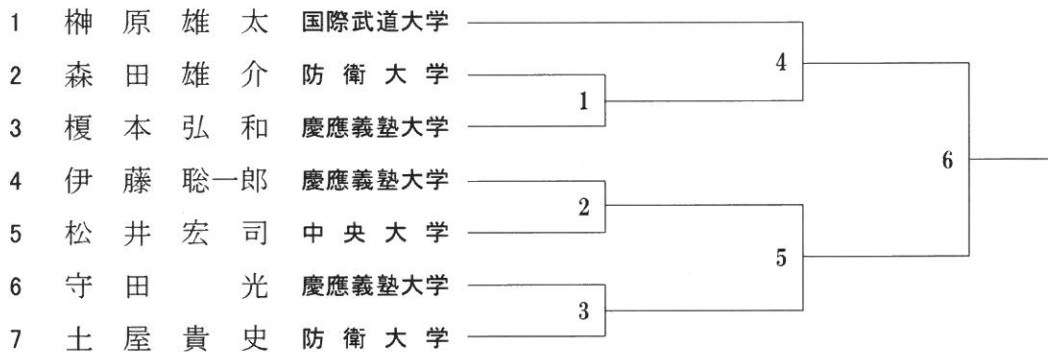 1 榊原雄太 国際武道大学
2 森田雄介 防衛大学
3 榎本弘和 慶應義塾大学
4 伊藤聡一郎 慶應義塾大学
5 松井宏司 中央大学
6 守田光 慶應義塾大学
7 土屋貴史 防衛大学
4
1
6
2
5
3